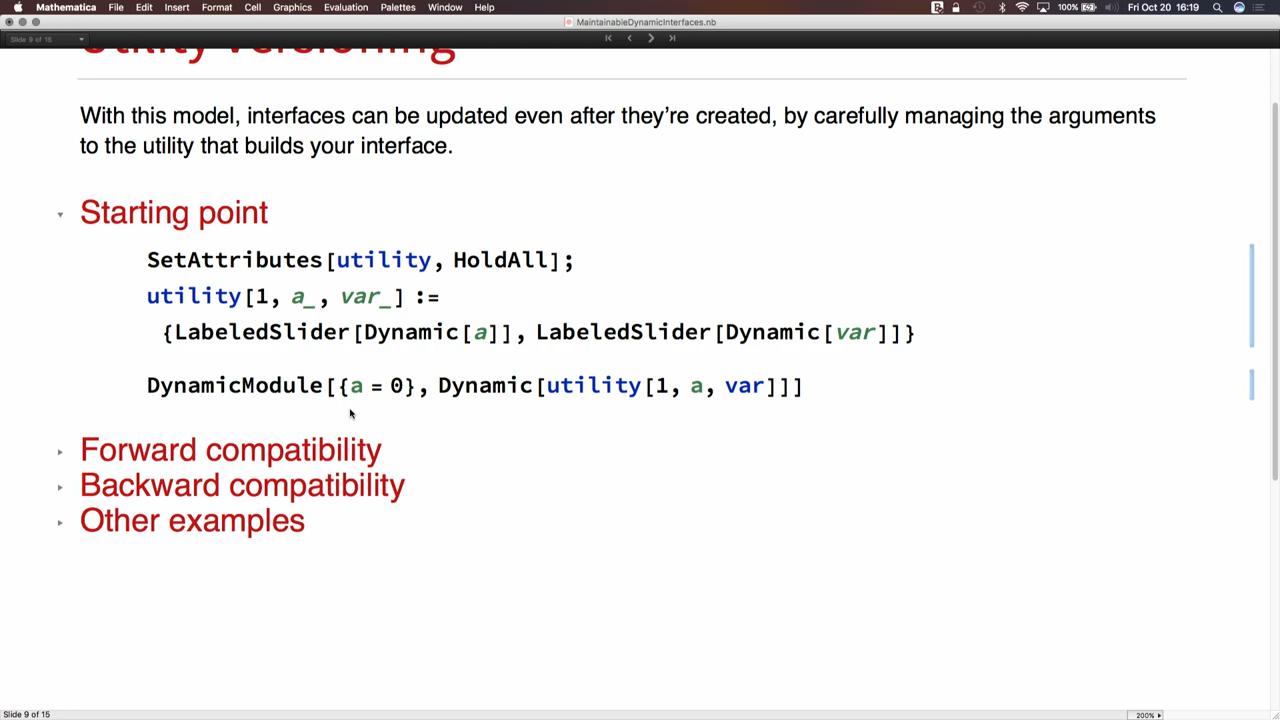 Mathematica File Edit Insert Format Cell Graphics Evaluation Palettes Window Help 100% Fri Oct 20 16:19
MaintainableDynamicInterfaces.nb
Slide 9 of 15
Utility versioning
With this model, interfaces can be updated even after they're created, by carefully managing the arguments
to the utility that builds your interface.
Starting point
SetAttributes[utility, HoldAll];
utility[1, a_, var_] :=
{LabeledSlider[Dynamic[a]], LabeledSlider[Dynamic[var]]}
DynamicModule[{a = 0}, Dynamic[utility[1, a, var]]]
Forward compatibility
Backward compatibility
Other examples
Slide 9 of 15
200%